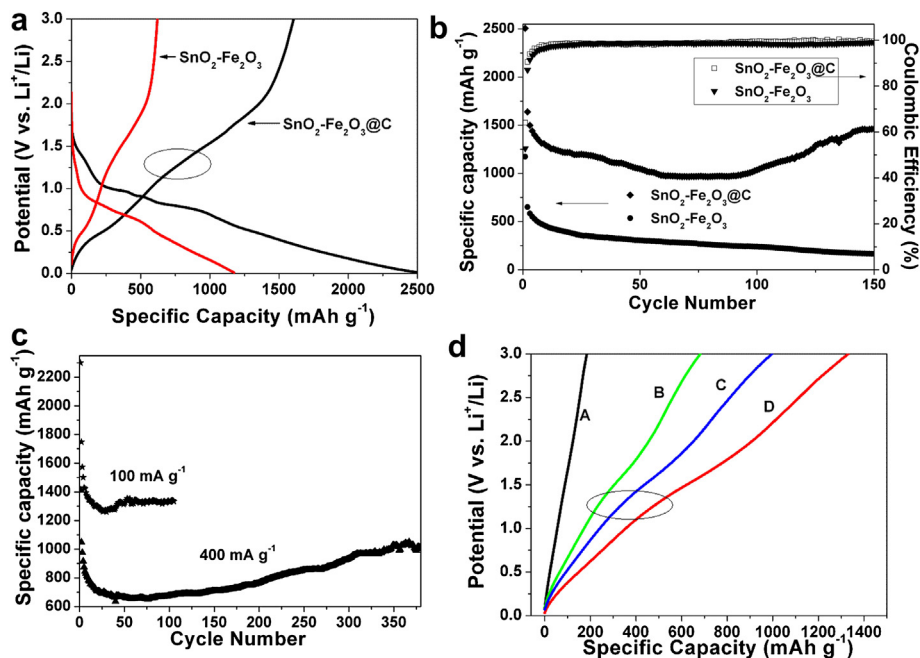 a
3.0
2.5
2.0
1.5
1.0
0.5
0.0
Potential (V vs. Li⁺/Li)
SnO₂-Fe₂O₃
SnO₂-Fe₂O₃@C
0 500 1000 1500 2000 2500
Specific Capacity (mAh g⁻¹)
b
2500
2000
1500
1000
500
0
Specific capacity (mAh g⁻¹)
SnO₂-Fe₂O₃@C
SnO₂-Fe₂O₃
SnO₂-Fe₂O₃@C
SnO₂-Fe₂O₃
100
80
60
40
20
0
Coulombic Efficiency (%)
0 50 100 150
Cycle Number
c
2200
2000
1800
1600
1400
1200
1000
800
600
Specific capacity (mAh g⁻¹)
100 mA g⁻¹
400 mA g⁻¹
0 50 100 150 200 250 300 350
Cycle Number
d
3.0
2.5
2.0
1.5
1.0
0.5
0.0
Potential (V vs. Li⁺/Li)
A
B
C
D
0 200 400 600 800 1000 1200 1400
Specific Capacity (mAh g⁻¹)